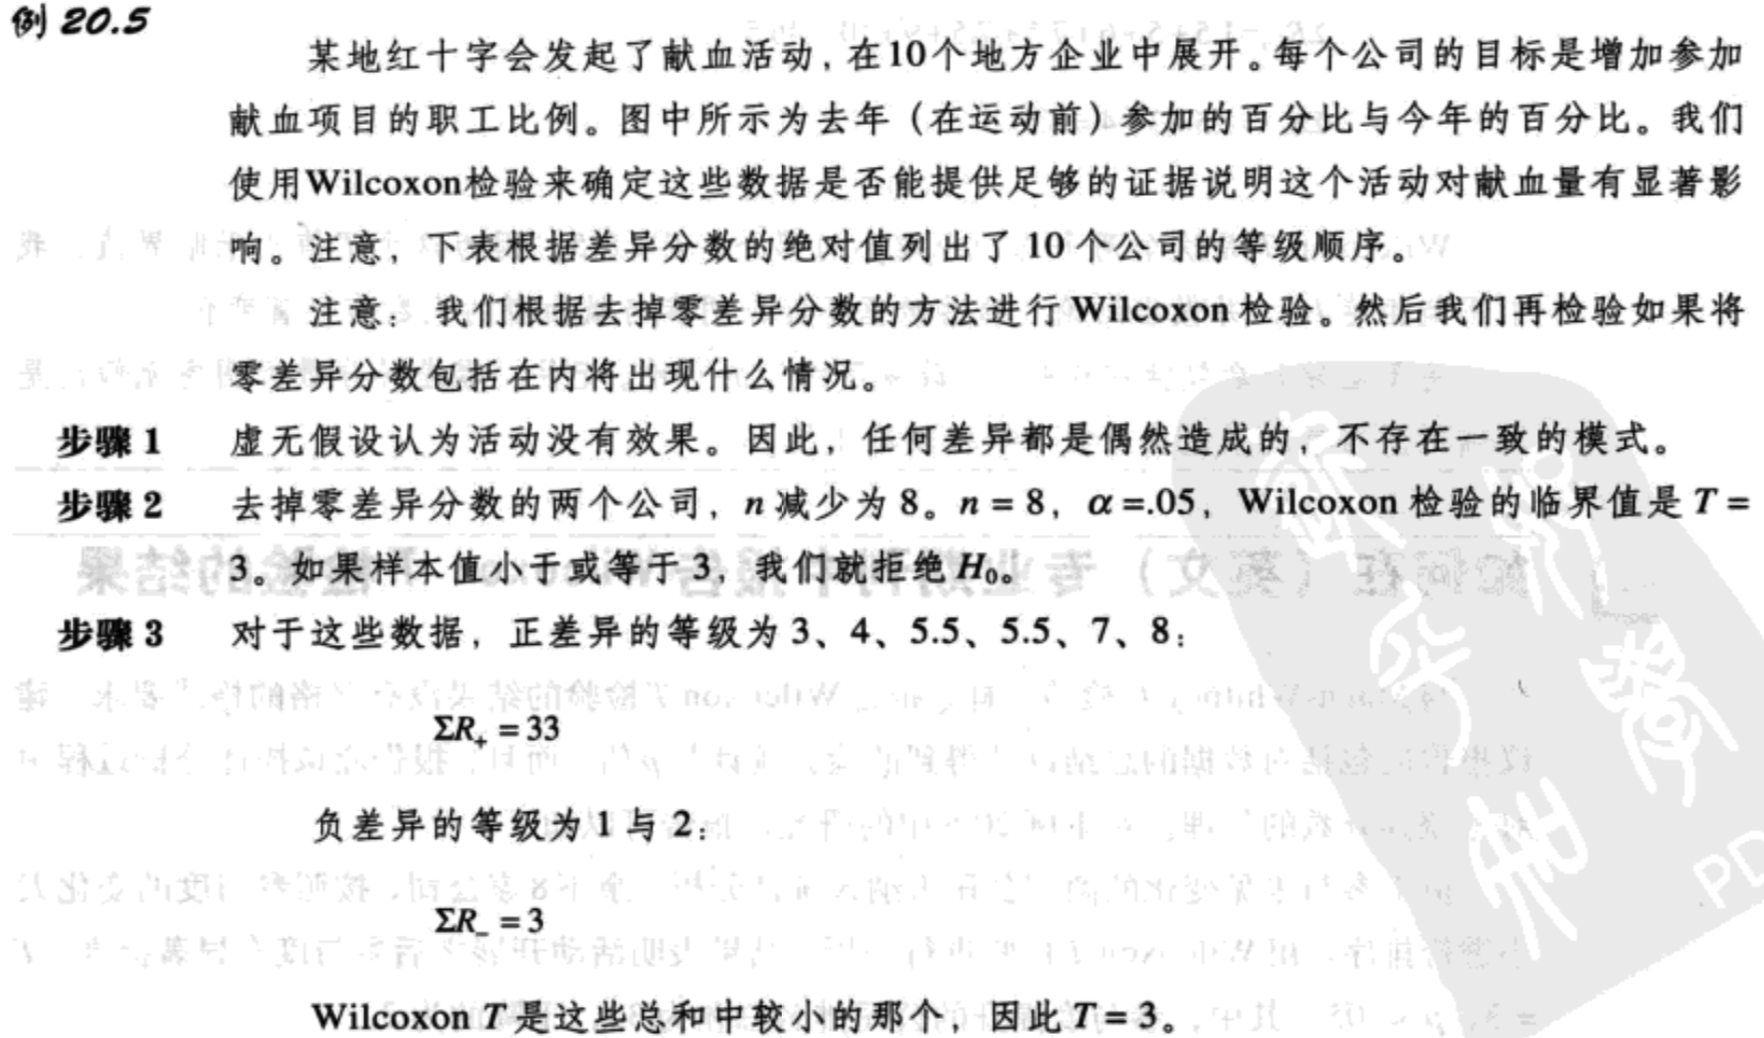 例 20.5
某地红十字会发起了献血活动，在10个地方企业中展开。每个公司的目标是增加参加
献血项目的职工比例。图中所示为去年（在运动前）参加的百分比与今年的百分比。我们
使用Wilcoxon检验来确定这些数据是否能提供足够的证据说明这个活动对献血量有显著影
响。注意，下表根据差异分数的绝对值列出了 10 个公司的等级顺序。
注意：我们根据去掉零差异分数的方法进行 Wilcoxon 检验。然后我们再检验如果将
零差异分数包括在内将出现什么情况。
步骤 1 虚无假设认为活动没有效果。因此，任何差异都是偶然造成的，不存在一致的模式。
步骤 2 去掉零差异分数的两个公司，n 减少为 8。n = 8，α =.05，Wilcoxon 检验的临界值是 T =
3。如果样本值小于或等于 3，我们就拒绝 H₀。
步骤 3 对于这些数据，正差异的等级为 3、4、5.5、5.5、7、8：
ΣR₊ = 33
负差异的等级为 1 与 2：
ΣR₋ = 3
Wilcoxon T 是这些总和中较小的那个，因此 T = 3。
PD